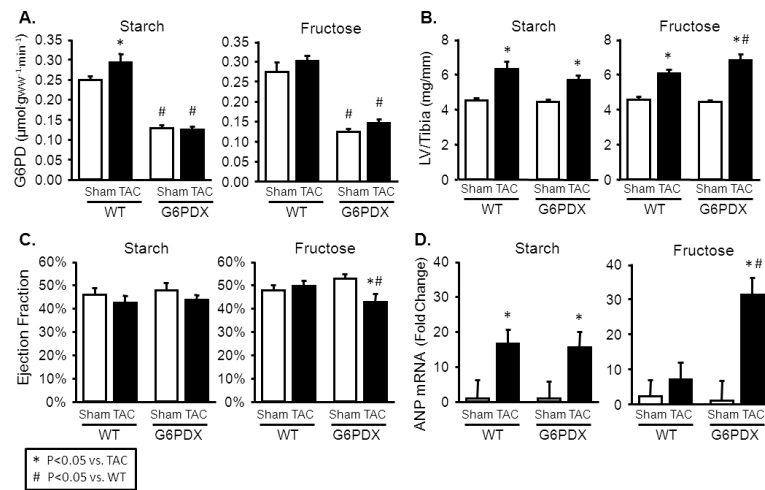 A.
Starch
Fructose
G6PD (µmol·gww⁻¹·min⁻¹)
0.35
0.30
0.25
0.20
0.15
0.10
0.05
0.00
*
# #
Sham TAC Sham TAC
WT G6PDX
0.35
0.30
0.25
0.20
0.15
0.10
0.05
0.00
# #
Sham TAC Sham TAC
WT G6PDX
B.
Starch
Fructose
LV/Tibia (mg/mm)
8
6
4
2
0
* *
Sham TAC Sham TAC
WT G6PDX
8
6
4
2
0
* *#
Sham TAC Sham TAC
WT G6PDX
C.
Starch
Fructose
Ejection Fraction
60%
50%
40%
30%
20%
10%
0%
Sham TAC Sham TAC
WT G6PDX
60%
50%
40%
30%
20%
10%
0%
*#
Sham TAC Sham TAC
WT G6PDX
D.
Starch
Fructose
ANP mRNA (Fold Change)
40
30
20
10
0
* *
Sham TAC Sham TAC
WT G6PDX
40
30
20
10
0
*#
Sham TAC Sham TAC
WT G6PDX
* P<0.05 vs. TAC
# P<0.05 vs. WT